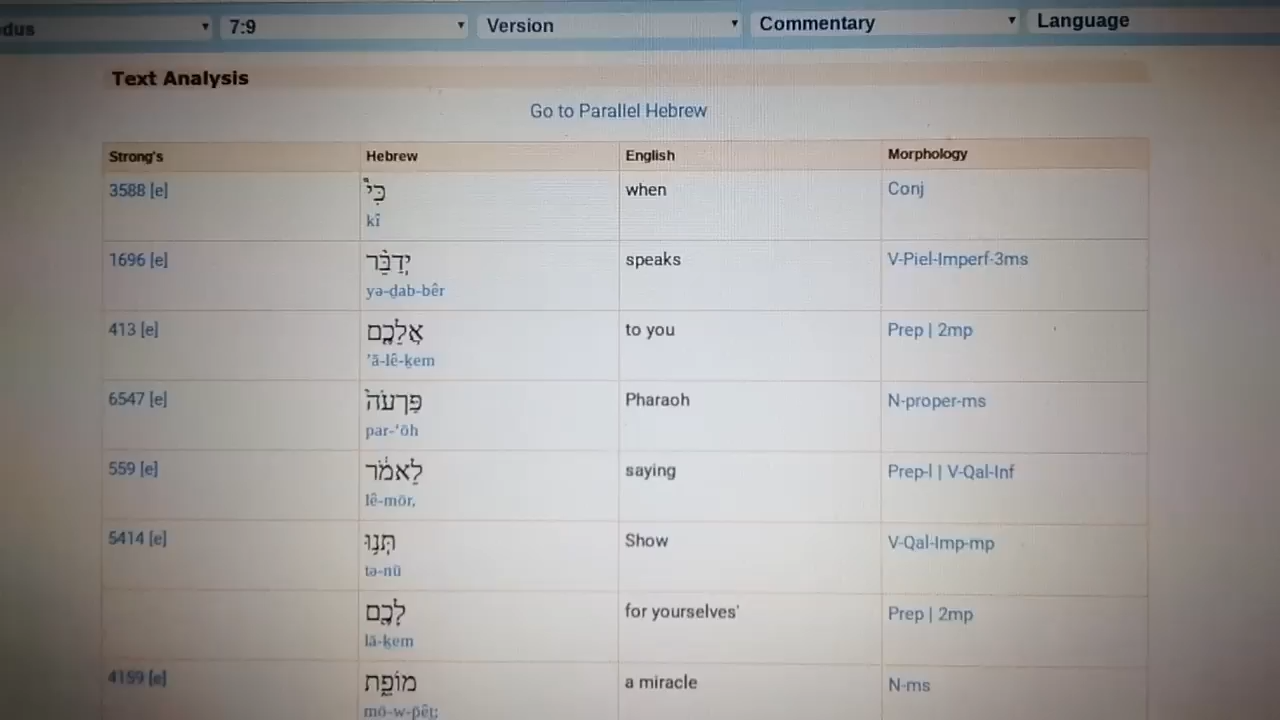 dus 7:9 Version Commentary Language
Text Analysis
Go to Parallel Hebrew
Strong's Hebrew English Morphology
3588 [e] כִּי֩ when Conj
kî
1696 [e] יְדַבֵּ֨ר speaks V-Piel-Imperf-3ms
yə-ḏab-bêr
413 [e] אֲלֵכֶ֤ם to you Prep | 2mp
’ă-lê-ḵem
6547 [e] פַּרְעֹה֙ Pharaoh N-proper-ms
par-‘ōh
559 [e] לֵאמֹ֔ר saying Prep-l | V-Qal-Inf
lê-mōr,
5414 [e] תְּנ֥וּ Show V-Qal-Imp-mp
tə-nū
לָכֶ֖ם for yourselves' Prep | 2mp
lā-ḵem
4159 [e] מוֹפֵ֑ת a miracle N-ms
mō-w-p̄êṯ;